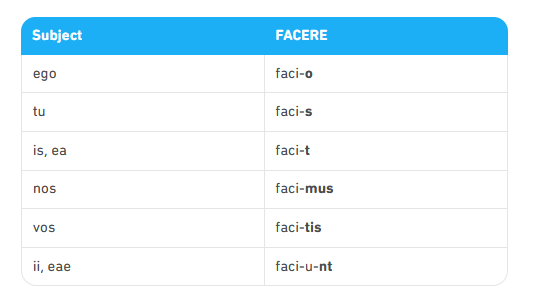 Subject FACERE
ego faci-o
tu faci-s
is, ea faci-t
nos faci-mus
vos faci-tis
ii, eae faci-u-nt